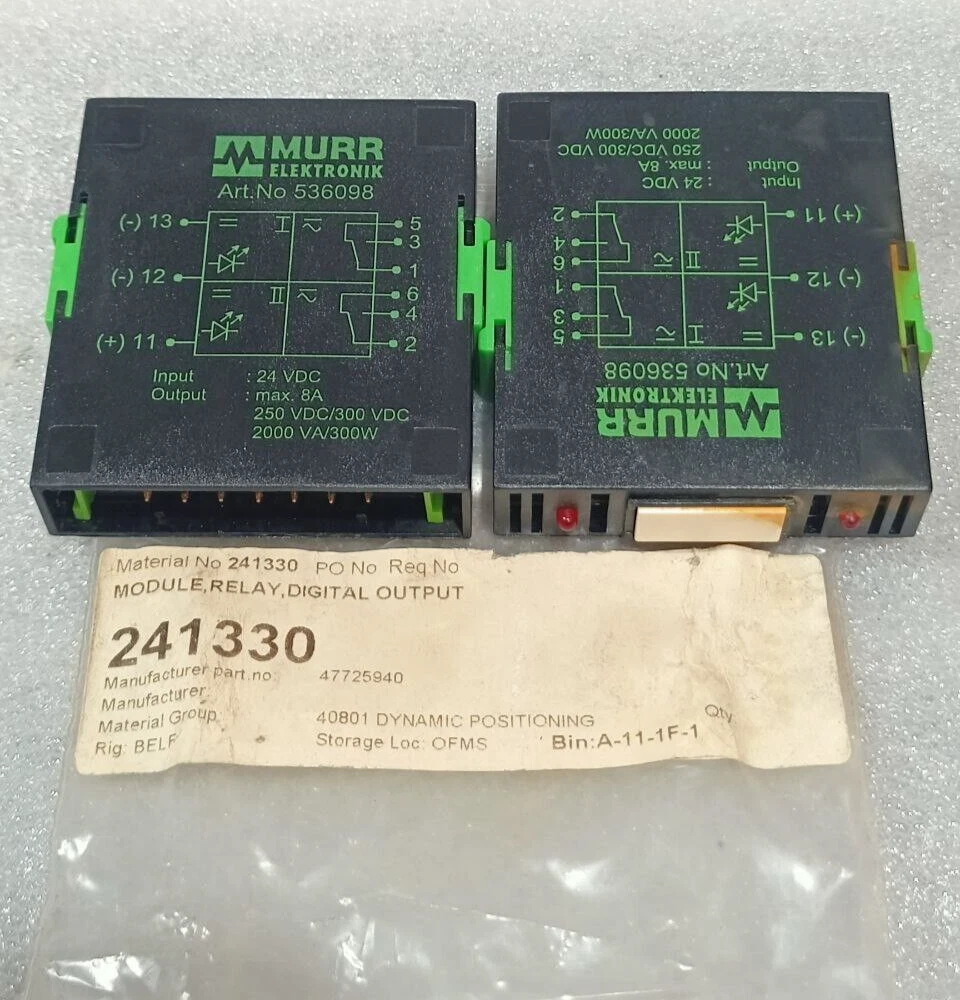 MURR
ELEKTRONIK
Art.No 536098
(-) 13
(-) 12
(+) 11
I
II
5
3
1
6
4
2
Input : 24 VDC
Output : max. 8A
250 VDC/300 VDC
2000 VA/300W
MURR
ELEKTRONIK
Art.No 536098
(-) 13
(-) 12
(+) 11
I
II
5
3
1
6
4
2
Input : 24 VDC
Output : max. 8A
250 VDC/300 VDC
2000 VA/300W
Material No 241330 PO No Req No
MODULE,RELAY,DIGITAL OUTPUT
241330
Manufacturer part.no: 47725940
Manufacturer:
Material Group: 40801 DYNAMIC POSITIONING Qty
Rig: BELF Storage Loc: OFMS Bin:A-11-1F-1